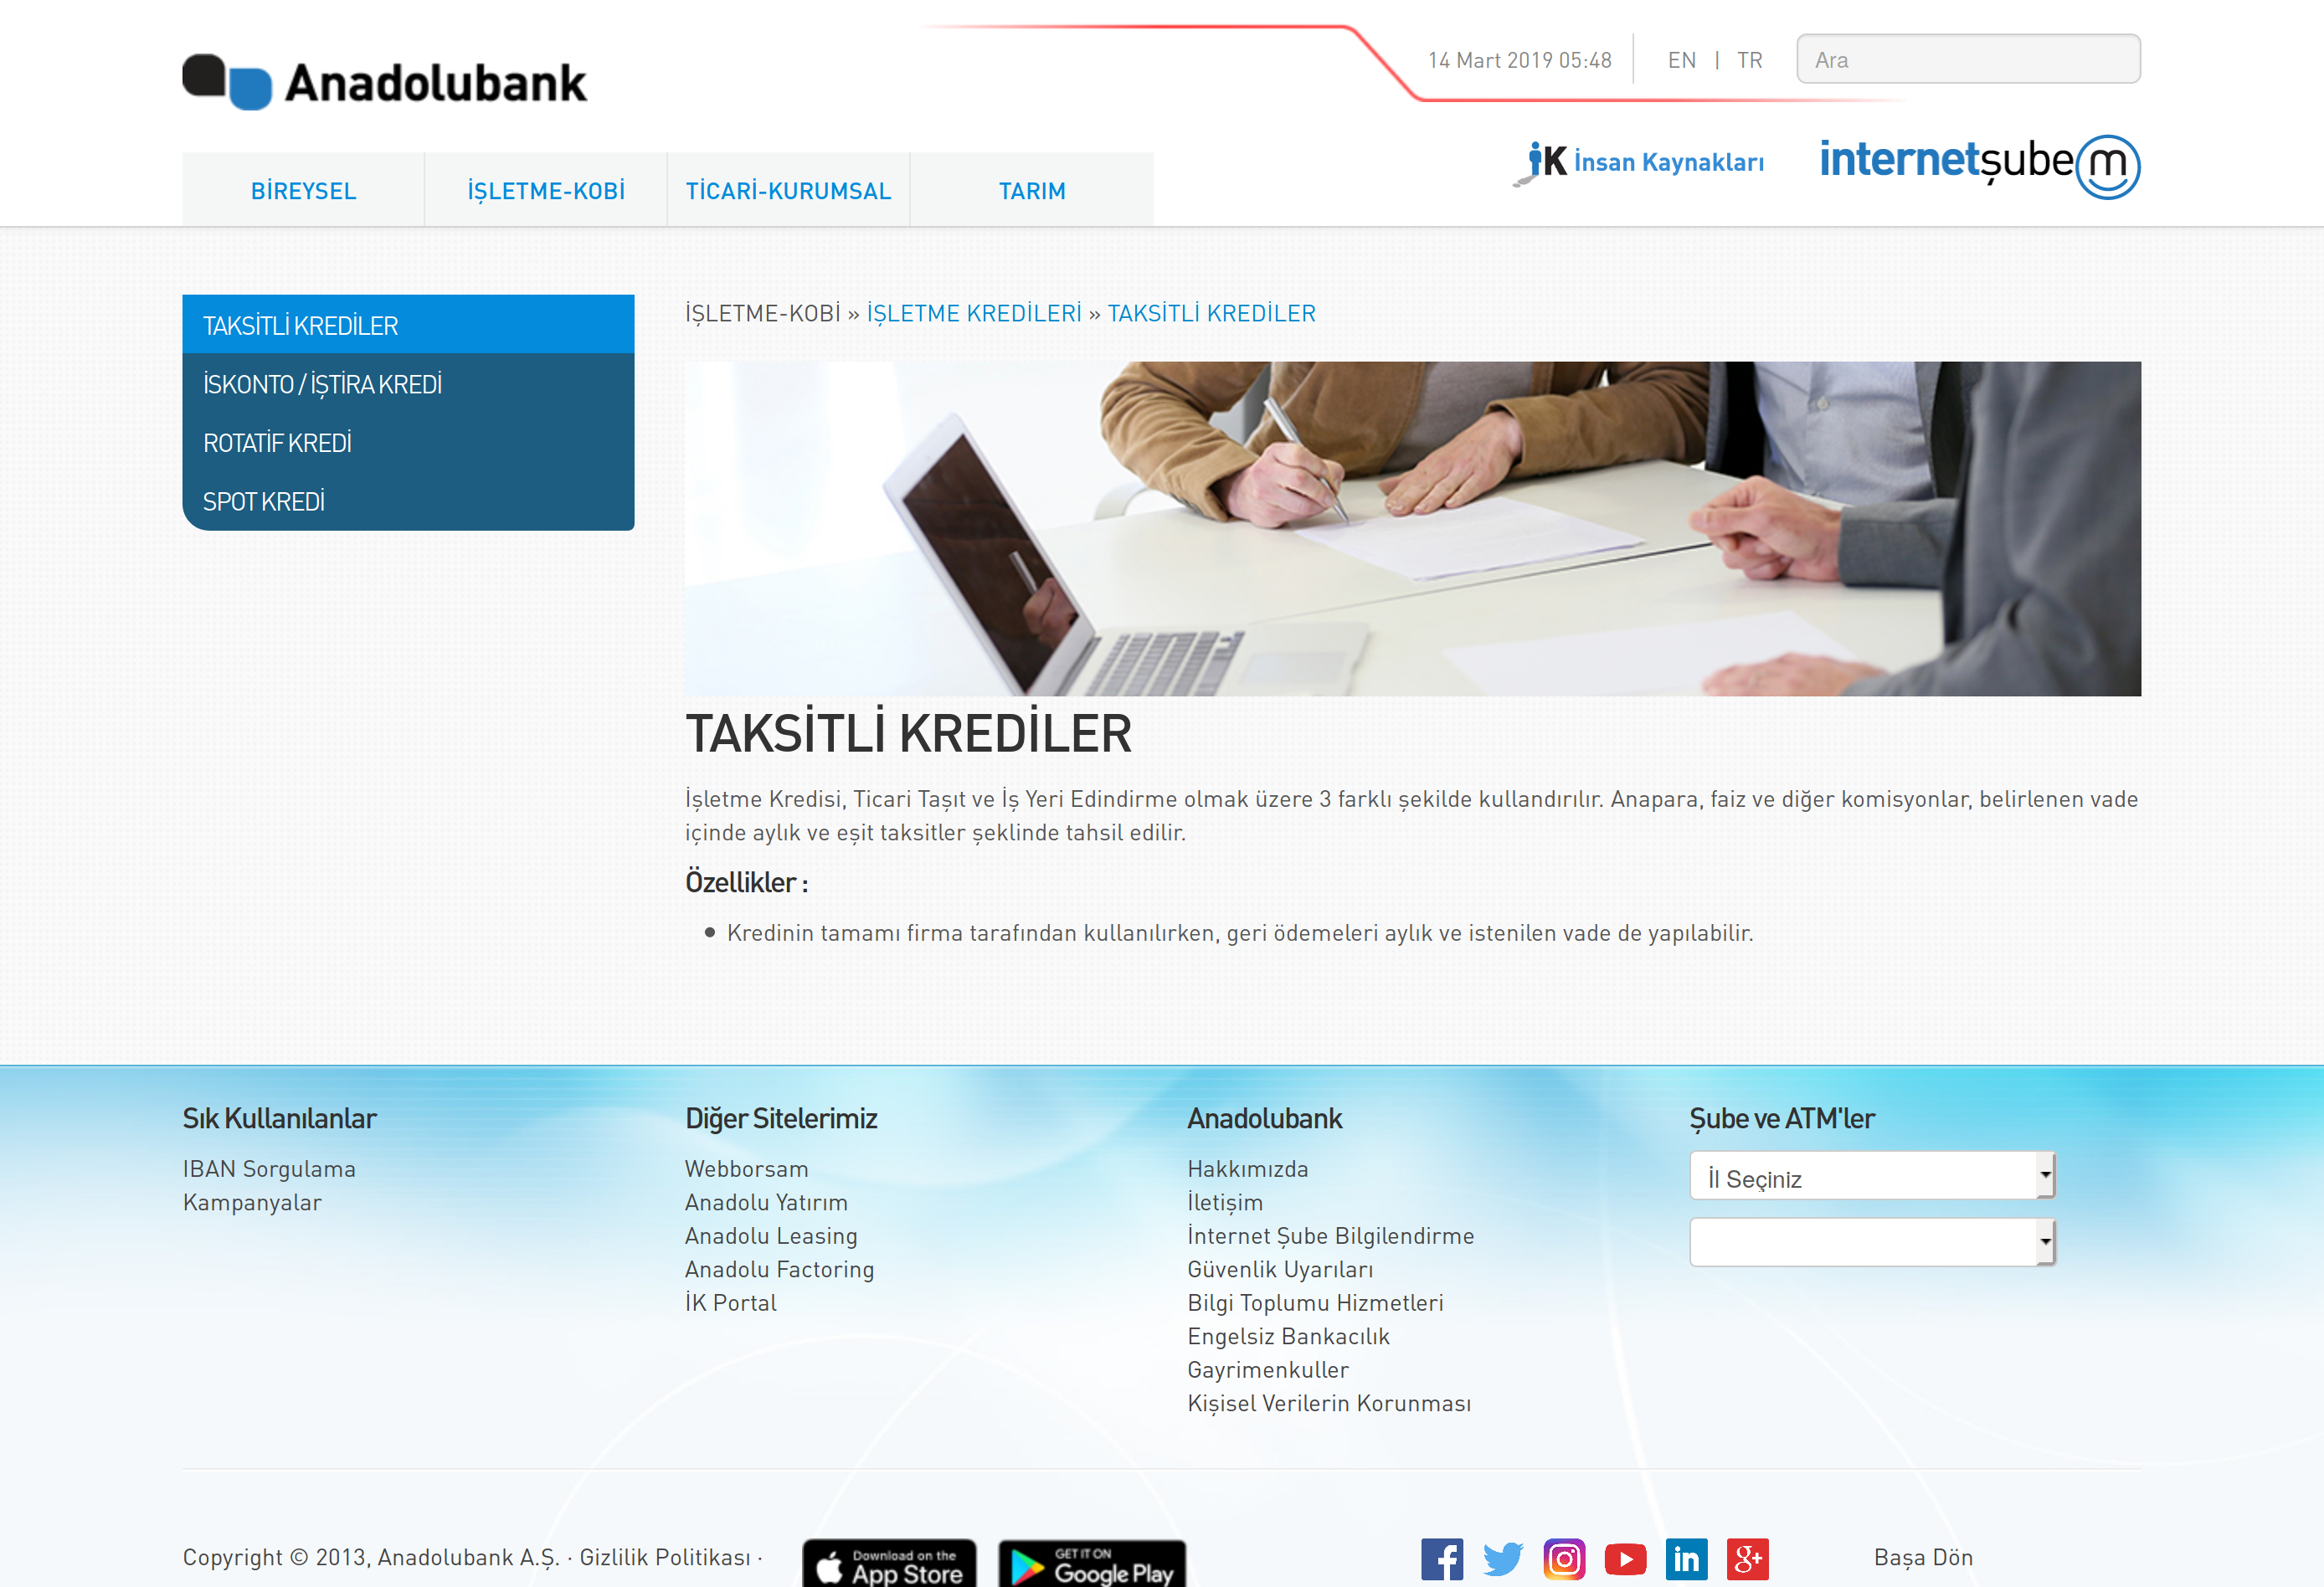 Anadolubank
14 Mart 2019 05:48
EN | TR
Ara
iK İnsan Kaynakları
internetşubem
BİREYSEL
İŞLETME-KOBİ
TİCARİ-KURUMSAL
TARIM
TAKSİTLİ KREDİLER
İSKONTO / İŞTİRA KREDİ
ROTATİF KREDİ
SPOT KREDİ
İŞLETME-KOBİ » İŞLETME KREDİLERİ » TAKSİTLİ KREDİLER
TAKSİTLİ KREDİLER
İşletme Kredisi, Ticari Taşıt ve İş Yeri Edindirme olmak üzere 3 farklı şekilde kullandırılır. Anapara, faiz ve diğer komisyonlar, belirlenen vade
içinde aylık ve eşit taksitler şeklinde tahsil edilir.
Özellikler :
• Kredinin tamamı firma tarafından kullanılırken, geri ödemeleri aylık ve istenilen vade de yapılabilir.
Sık Kullanılanlar
IBAN Sorgulama
Kampanyalar
Diğer Sitelerimiz
Webborsam
Anadolu Yatırım
Anadolu Leasing
Anadolu Factoring
İK Portal
Anadolubank
Hakkımızda
İletişim
İnternet Şube Bilgilendirme
Güvenlik Uyarıları
Bilgi Toplumu Hizmetleri
Engelsiz Bankacılık
Gayrimenkuller
Kişisel Verilerin Korunması
Şube ve ATM'ler
İl Seçiniz
Copyright © 2013, Anadolubank A.Ş. · Gizlilik Politikası ·
Download on the
App Store
GET IT ON
Google Play
f
in
g+
Başa Dön